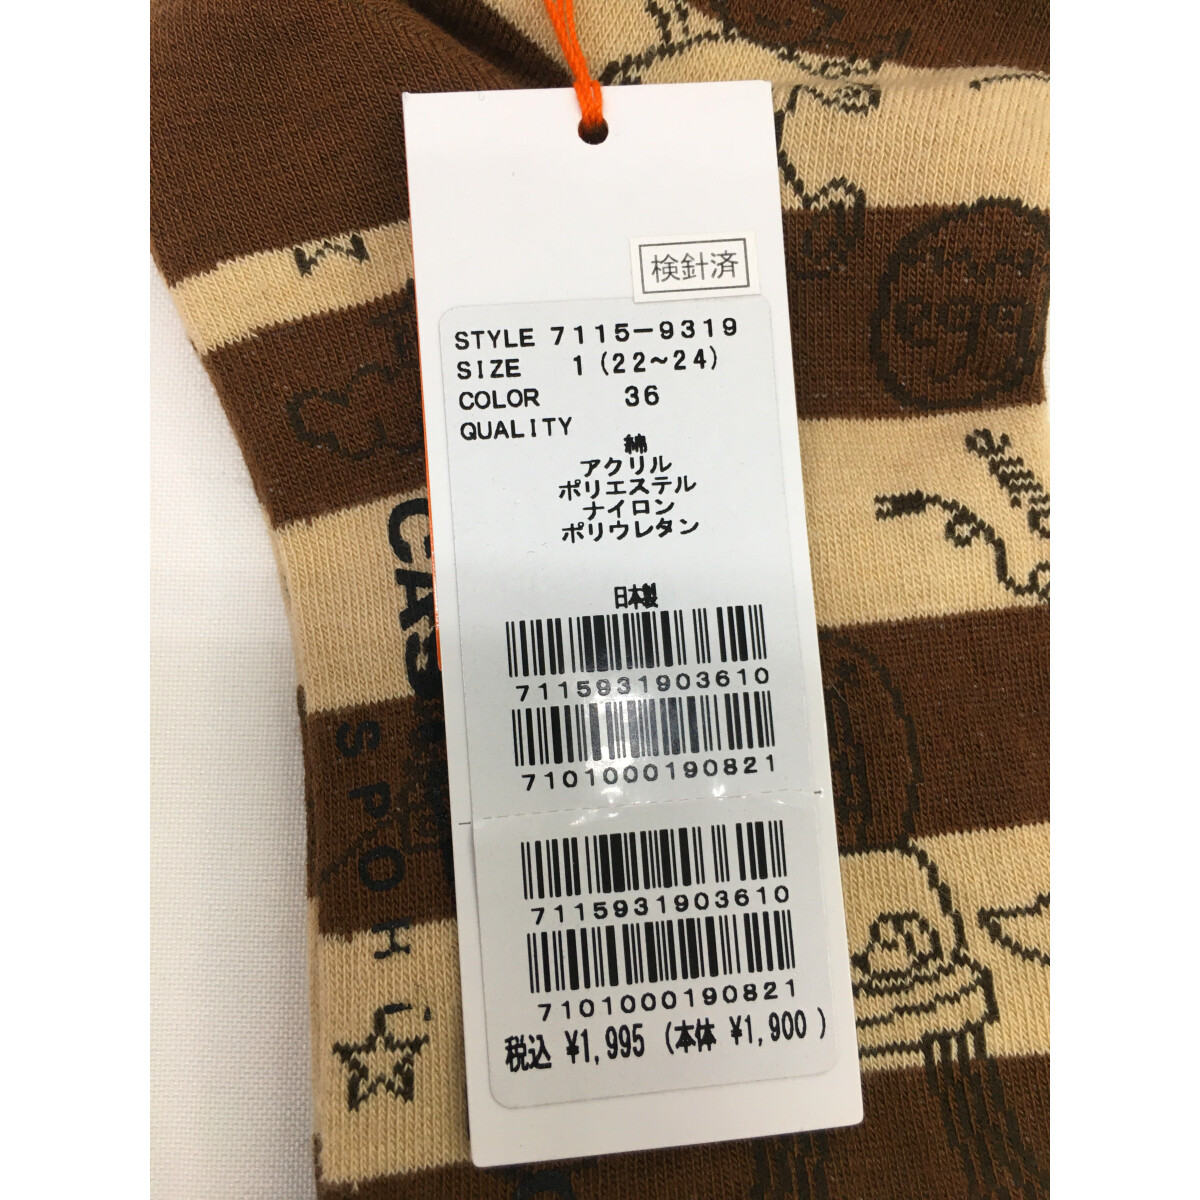 検針済
STYLE 7115-9319
SIZE 1(22~24)
COLOR 36
QUALITY
綿
アクリル
ポリエステル
ナイロン
ポリウレタン
日本製
7115931903610
7101000190821
7115931903610
7101000190821
税込 ¥1,995 (本体 ¥1,900 )
CAS
SPOH